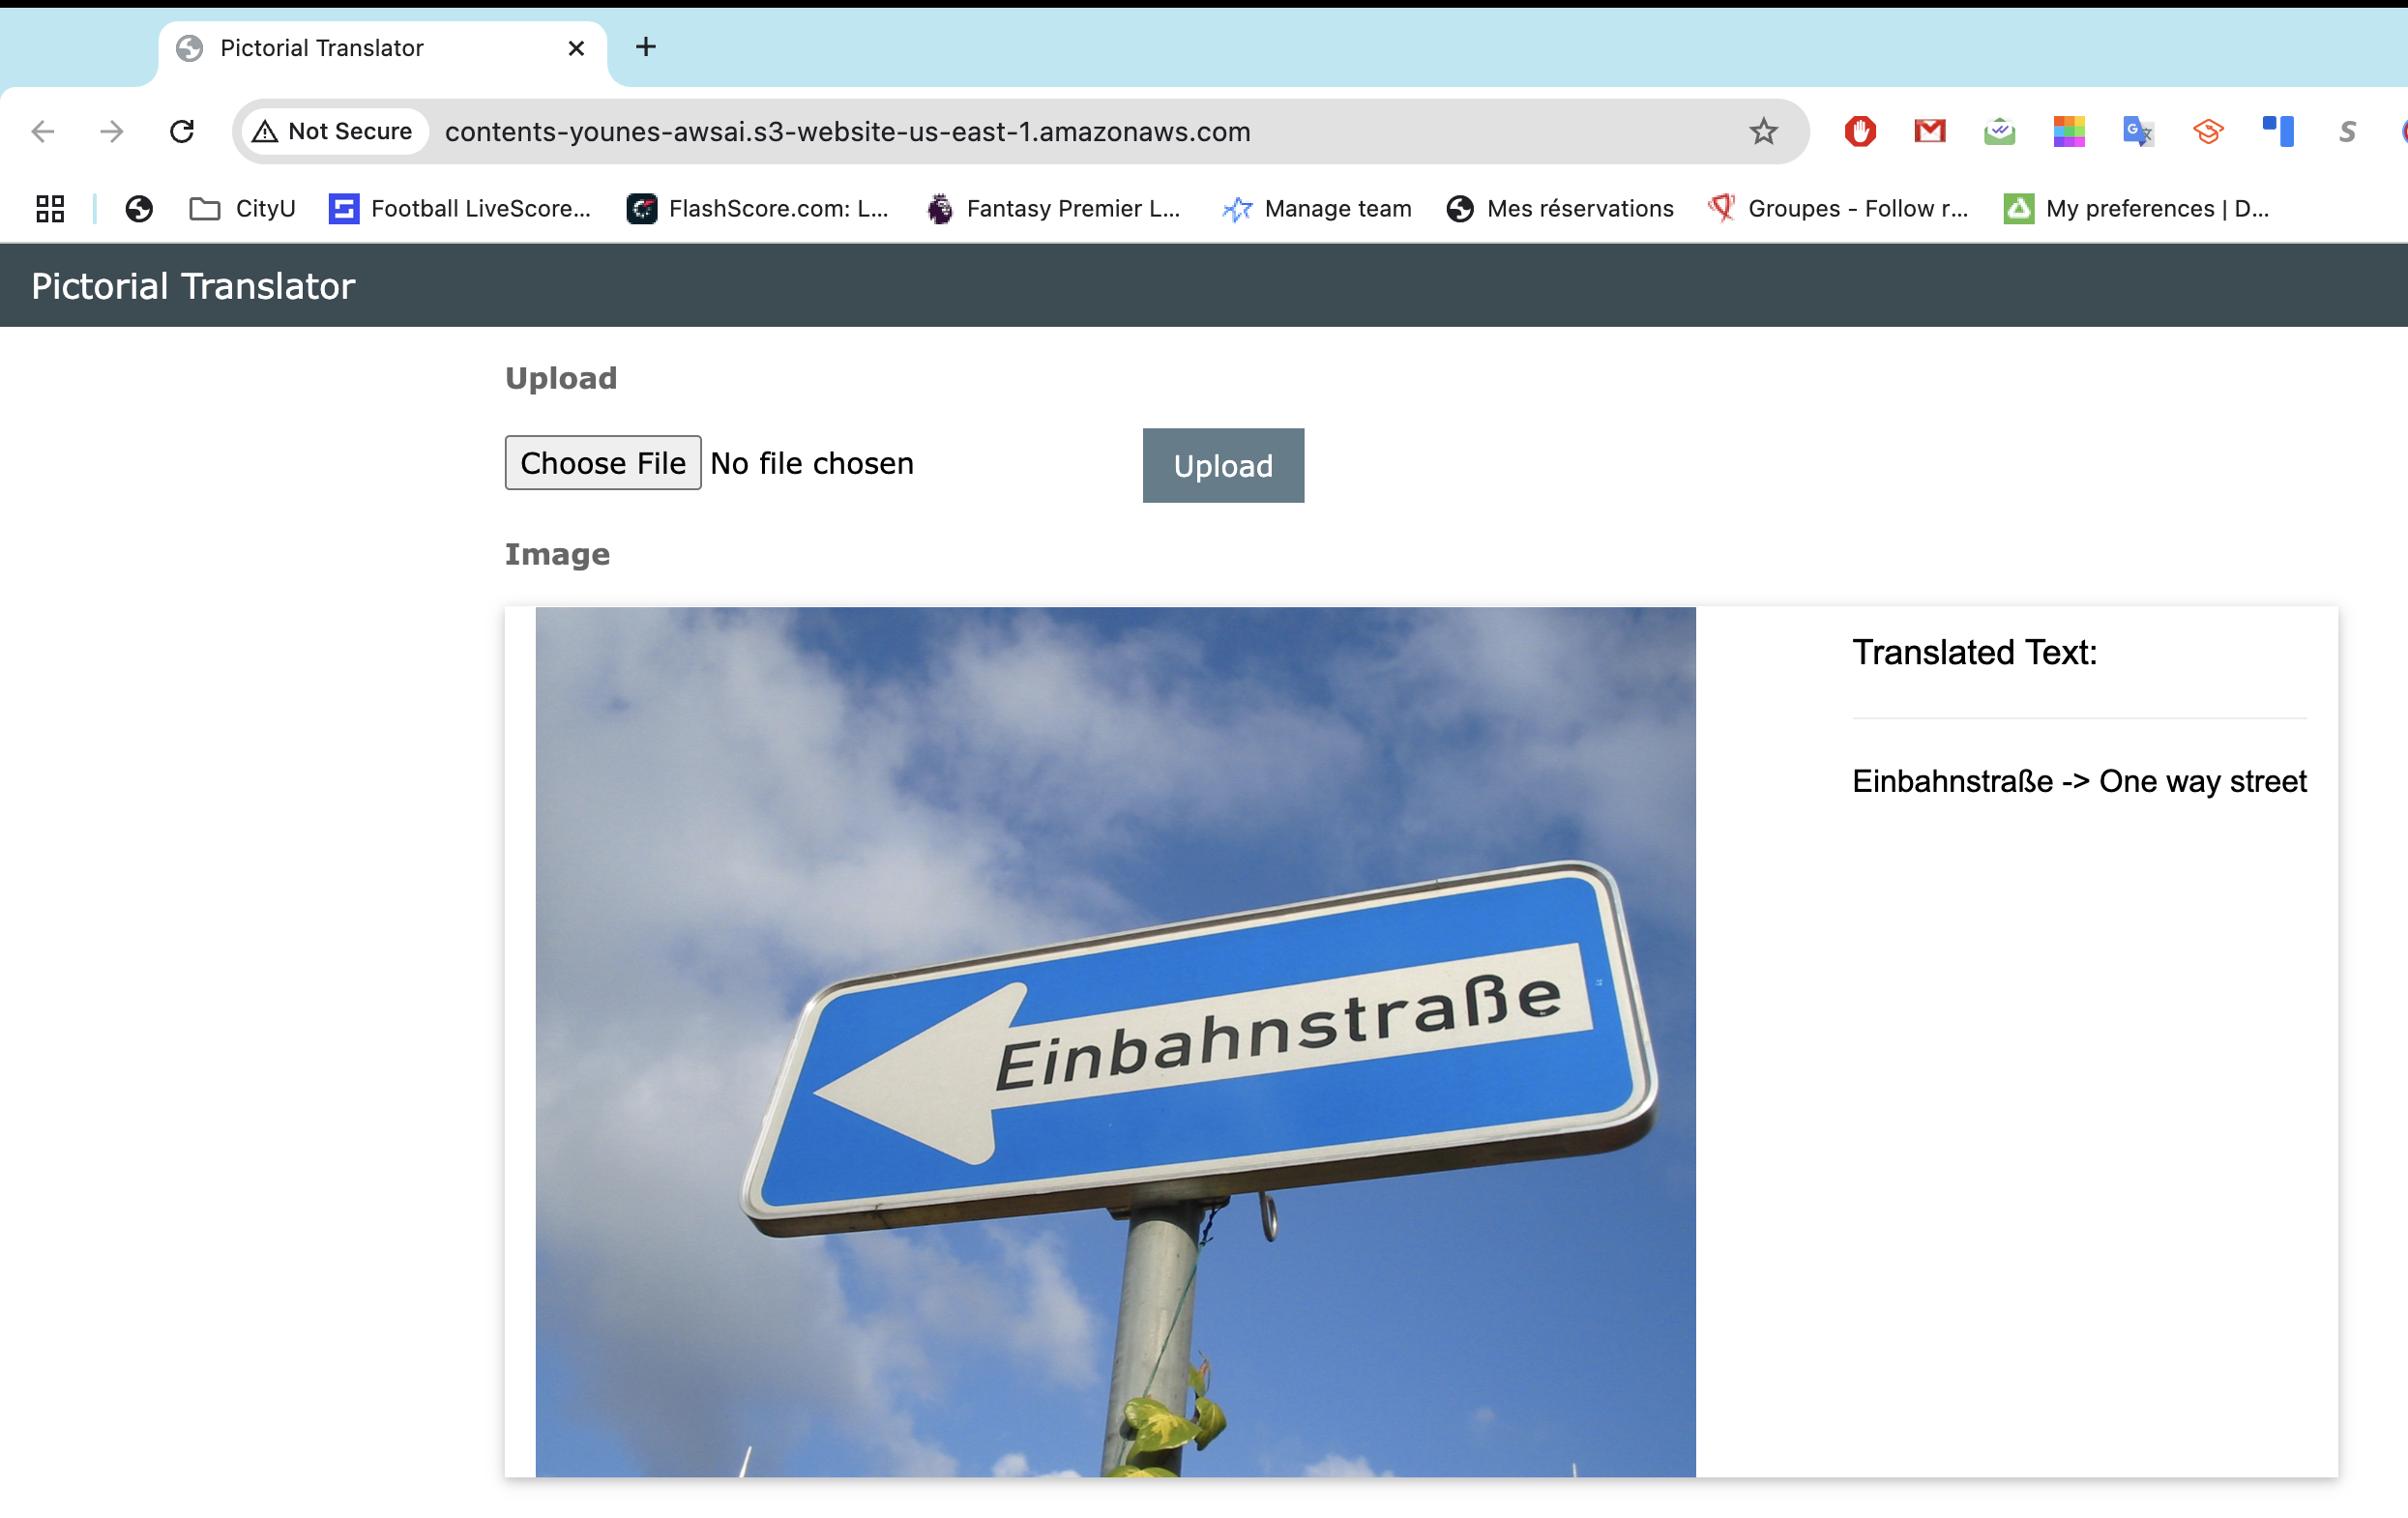 Pictorial Translator
Not Secure
contents-younes-awsai.s3-website-us-east-1.amazonaws.com
CityU
Football LiveScore...
FlashScore.com: L...
Fantasy Premier L...
Manage team
Mes réservations
Groupes - Follow r...
My preferences | D...
Pictorial Translator
Upload
Choose File No file chosen
Upload
Image
Translated Text:
Einbahnstraße -> One way street
Einbahnstraße